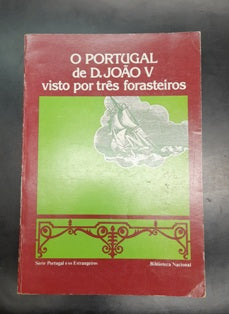 O PORTUGAL
de D. JOÃO V
visto por três forasteiros
Série Portugal e os Estrangeiros
Biblioteca Nacional